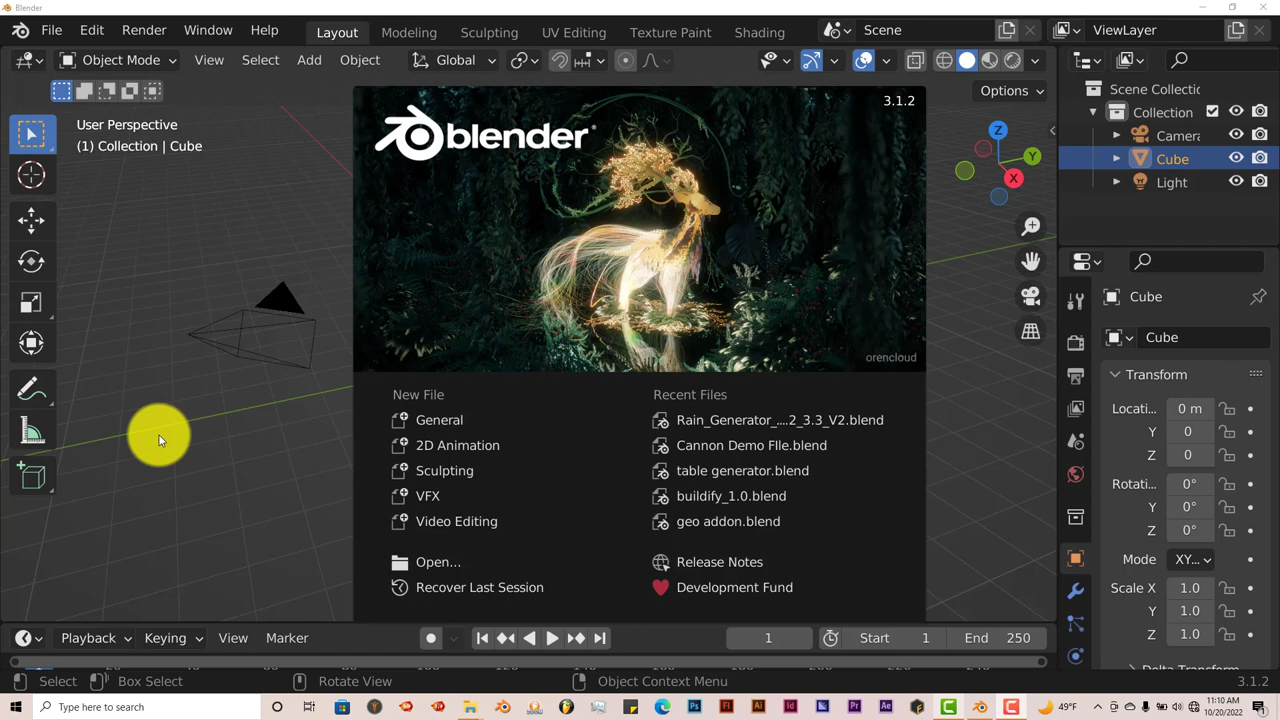 Blender
File Edit Render Window Help Layout Modeling Sculpting UV Editing Texture Paint Shading Scene ViewLayer
Object Mode View Select Add Object Global
Options
User Perspective
(1) Collection | Cube
3.1.2
blender
orencloud
X
Y
Z
New File
General
2D Animation
Sculpting
VFX
Video Editing
Open...
Recover Last Session
Recent Files
Rain_Generator_....2_3.3_V2.blend
Cannon Demo FIle.blend
table generator.blend
buildify_1.0.blend
geo addon.blend
Release Notes
Development Fund
Scene Collectic
Collection
Camera
Cube
Light
Cube
Cube
Transform
Locati... 0 m
Y 0
Z 0
Rotati... 0°
Y 0°
Z 0°
Mode XY...
Scale X 1.0
Y 1.0
Z 1.0
Playback Keying View Marker 1 Start 1 End 250
Select Box Select Rotate View Object Context Menu 3.1.2
Type here to search
49°F
11:10 AM
10/20/2022